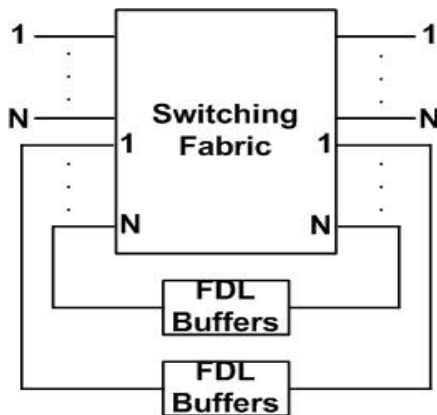 1 1
Switching
Fabric
N N
1 1
N N
FDL
Buffers
FDL
Buffers